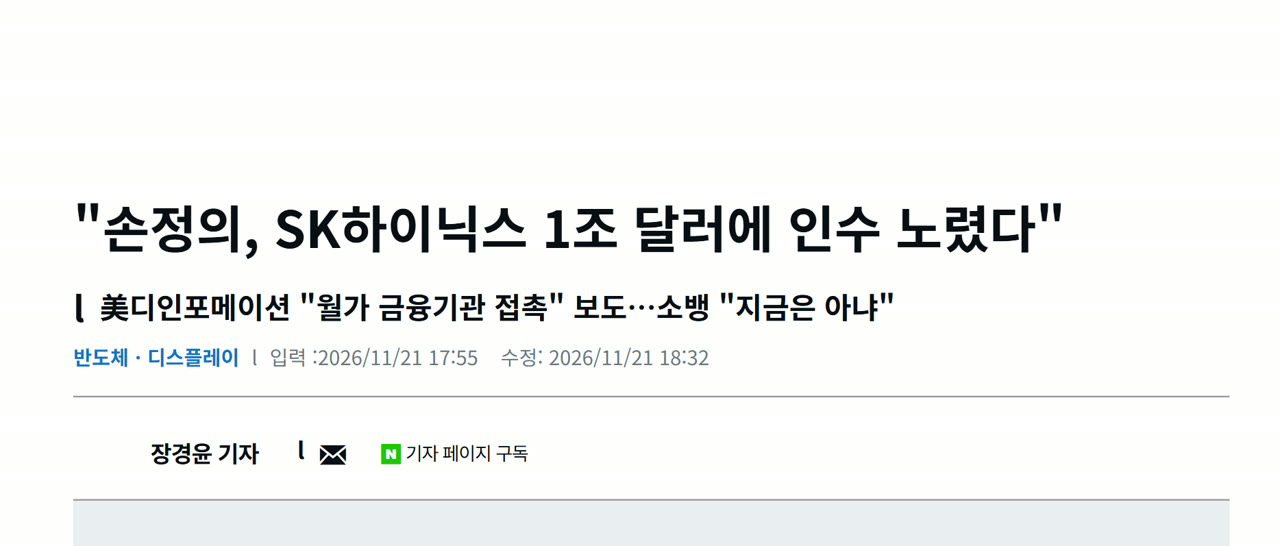 "손정의, SK하이닉스 1조 달러에 인수 노렸다"
l 美디인포메이션 "월가 금융기관 접촉" 보도…소뱅 "지금은 아냐"
반도체 · 디스플레이 l 입력 :2026/11/21 17:55 수정: 2026/11/21 18:32
장경윤 기자 l N 기자 페이지 구독